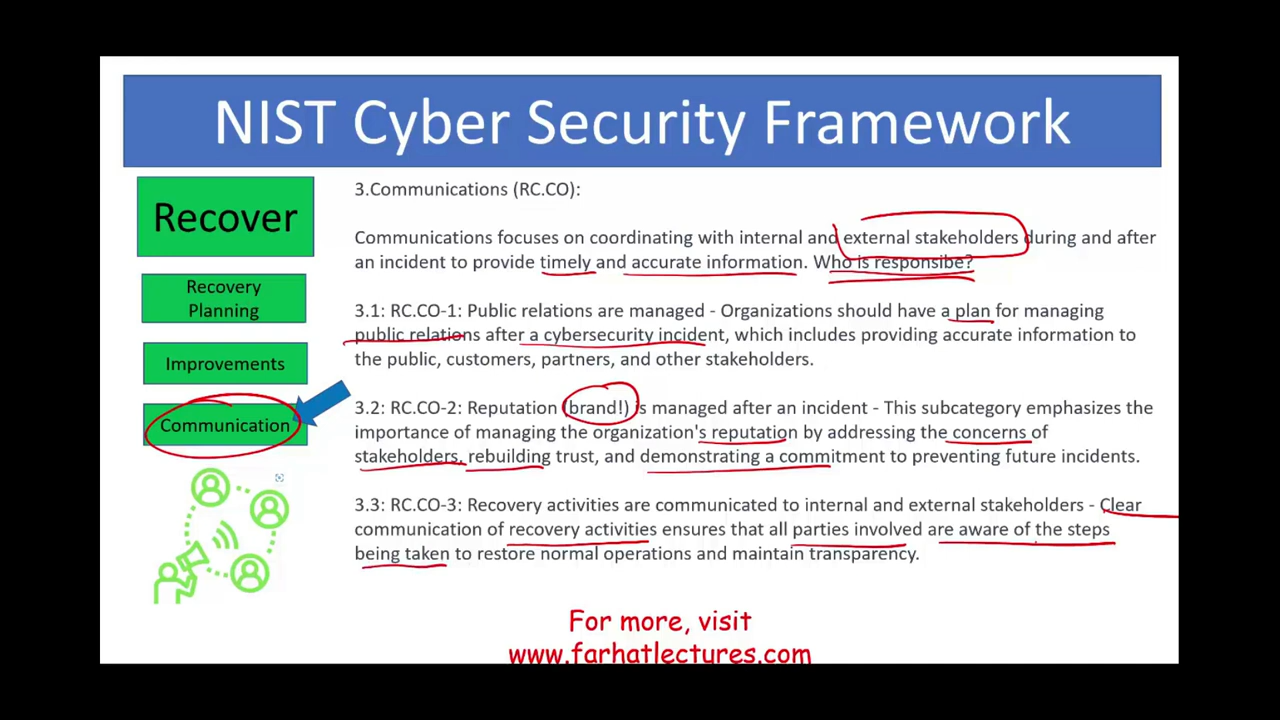 NIST Cyber Security Framework
Recover
Recovery
Planning
Improvements
Communication
3.Communications (RC.CO):
Communications focuses on coordinating with internal and external stakeholders during and after
an incident to provide timely and accurate information. Who is responsibe?
3.1: RC.CO-1: Public relations are managed - Organizations should have a plan for managing
public relations after a cybersecurity incident, which includes providing accurate information to
the public, customers, partners, and other stakeholders.
3.2: RC.CO-2: Reputation (brand!) is managed after an incident - This subcategory emphasizes the
importance of managing the organization's reputation by addressing the concerns of
stakeholders, rebuilding trust, and demonstrating a commitment to preventing future incidents.
3.3: RC.CO-3: Recovery activities are communicated to internal and external stakeholders - Clear
communication of recovery activities ensures that all parties involved are aware of the steps
being taken to restore normal operations and maintain transparency.
For more, visit
www.farhatlectures.com